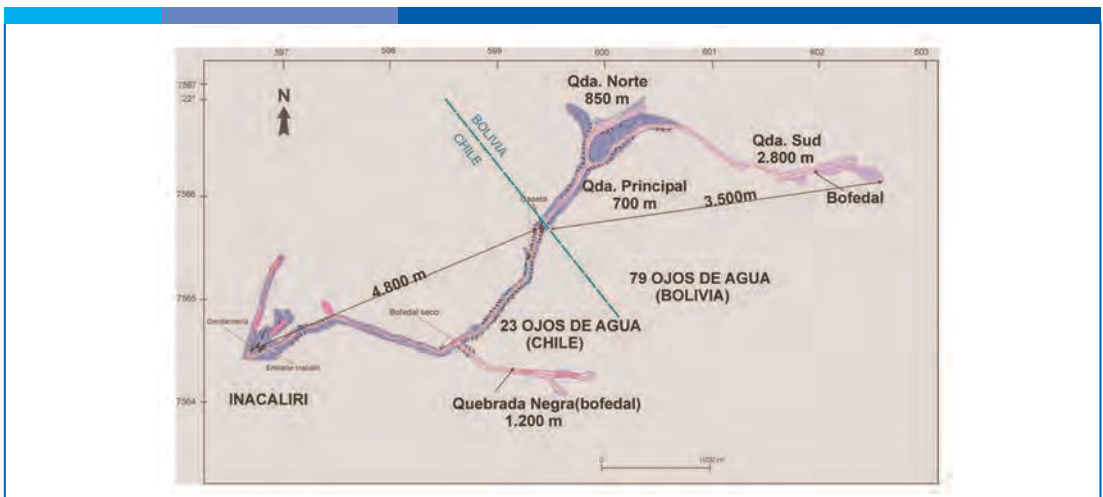 597 598 599 600 601 602 603
7567
22°
N
Qda. Norte
850 m
BOLIVIA
CHILE
Qda. Sud
2.800 m
7566
Qda. Principal
700 m
Bofedal
3.500m
Caseta
4.800 m
79 OJOS DE AGUA
(BOLIVIA)
7565
Bofedal seco
Gendarmería
23 OJOS DE AGUA
(CHILE)
Embalse Inacaliri
INACALIRI
7564
Quebrada Negra(bofedal)
1.200 m
0 1000 m